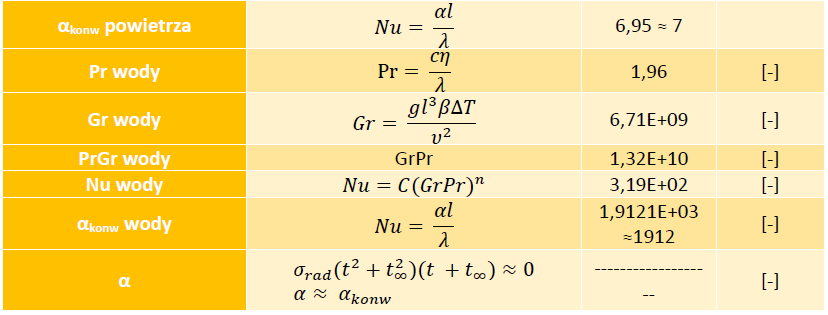 αkonw powietrza Nu = αl/λ 6,95 ≈ 7
Pr wody Pr = cη/λ 1,96 [-]
Gr wody Gr = gl³βΔT/υ² 6,71E+09 [-]
PrGr wody GrPr 1,32E+10 [-]
Nu wody Nu = C(GrPr)ⁿ 3,19E+02 [-]
αkonw wody Nu = αl/λ 1,9121E+03 ≈1912 [-]
α σrad(t² + t∞²)(t + t∞) ≈ 0 ------------------- [-]
α ≈ αkonw